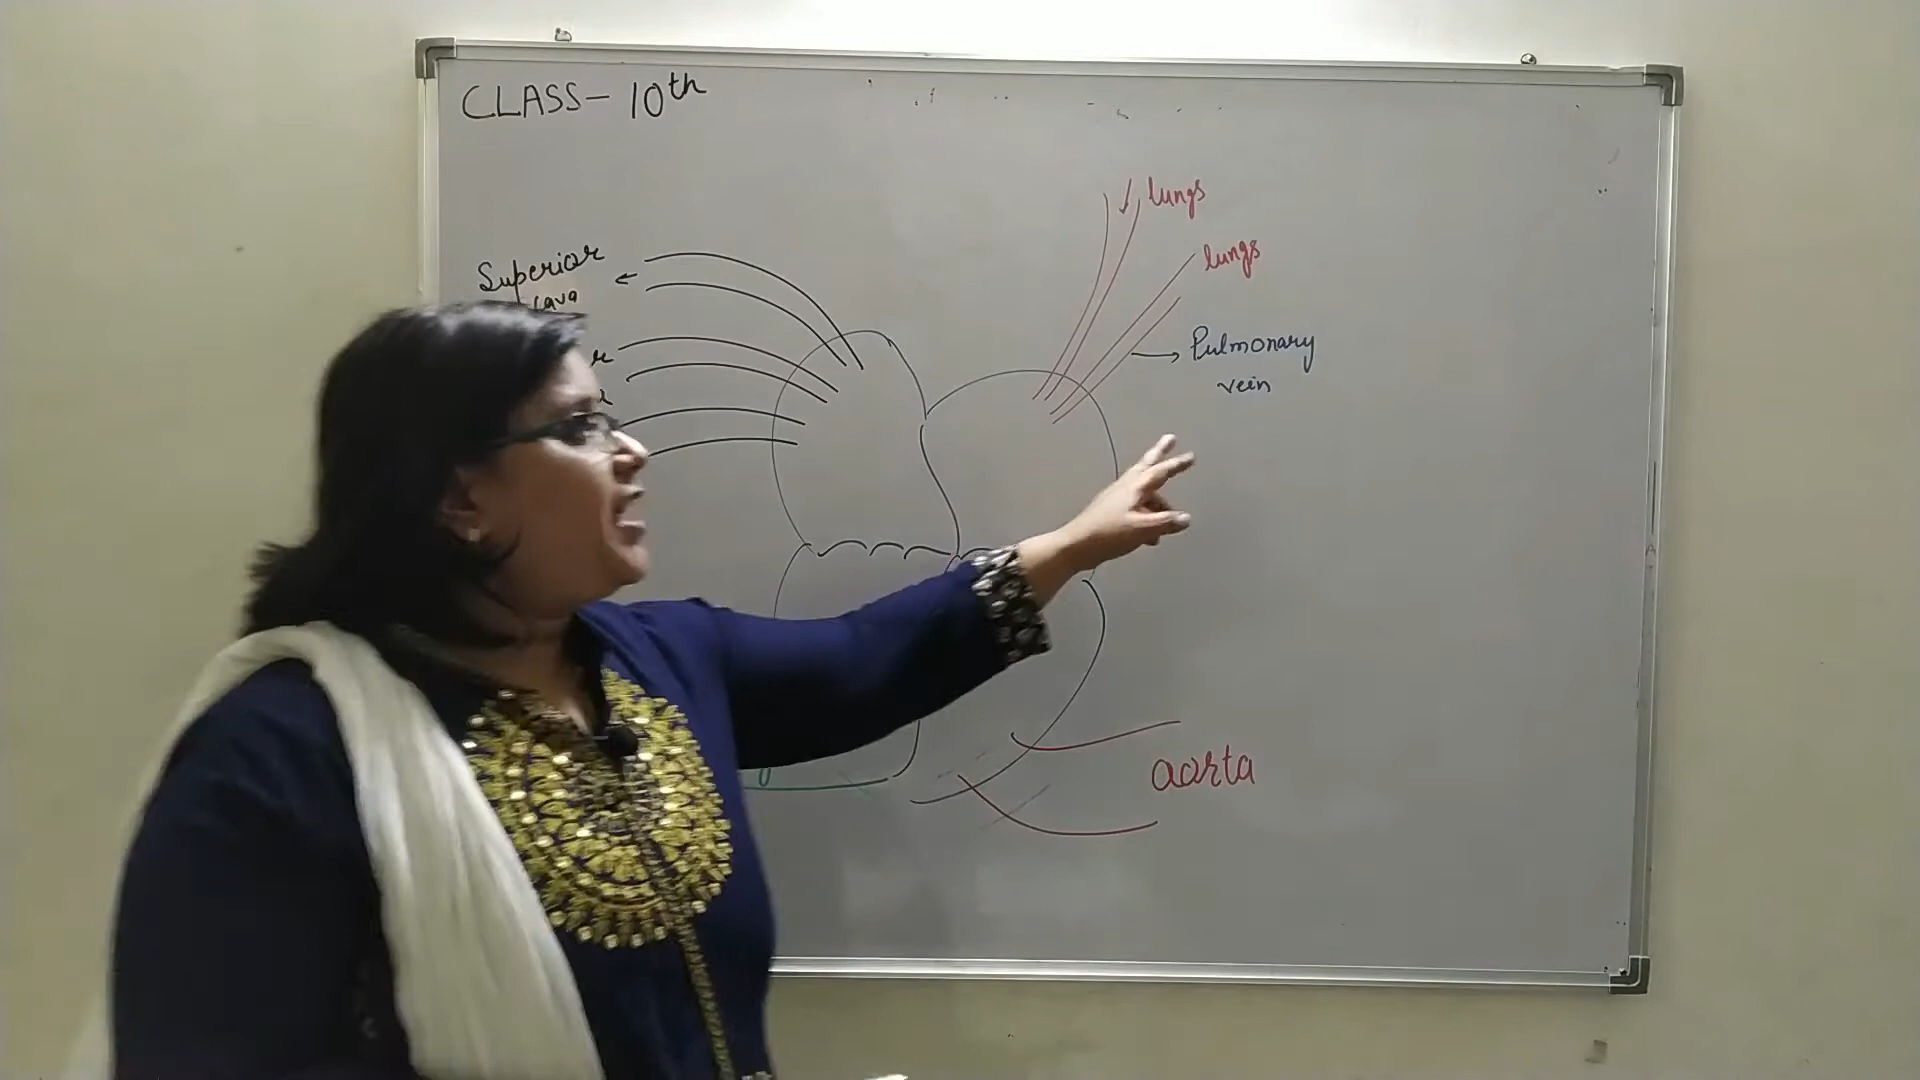 CLASS- 10th
lungs
lungs
Superior
cava
Pulmonary
vein
aorta